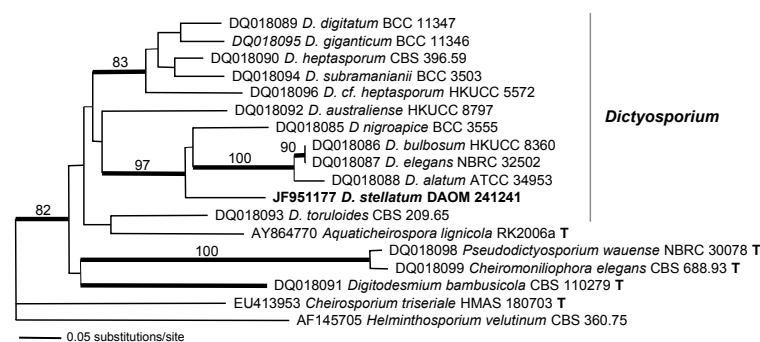 DQ018089 D. digitatum BCC 11347
DQ018095 D. giganticum BCC 11346
83
DQ018090 D. heptasporum CBS 396.59
DQ018094 D. subramanianii BCC 3503
DQ018096 D. cf. heptasporum HKUCC 5572
DQ018092 D. australiense HKUCC 8797
Dictyosporium
DQ018085 D nigroapice BCC 3555
90
DQ018086 D. bulbosum HKUCC 8360
97
100
DQ018087 D. elegans NBRC 32502
DQ018088 D. alatum ATCC 34953
JF951177 D. stellatum DAOM 241241
82
DQ018093 D. toruloides CBS 209.65
AY864770 Aquaticheirospora lignicola RK2006a T
100
DQ018098 Pseudodictyosporium wauense NBRC 30078 T
DQ018099 Cheiromoniliophora elegans CBS 688.93 T
DQ018091 Digitodesmium bambusicola CBS 110279 T
EU413953 Cheirosporium triseriale HMAS 180703 T
AF145705 Helminthosporium velutinum CBS 360.75
0.05 substitutions/site